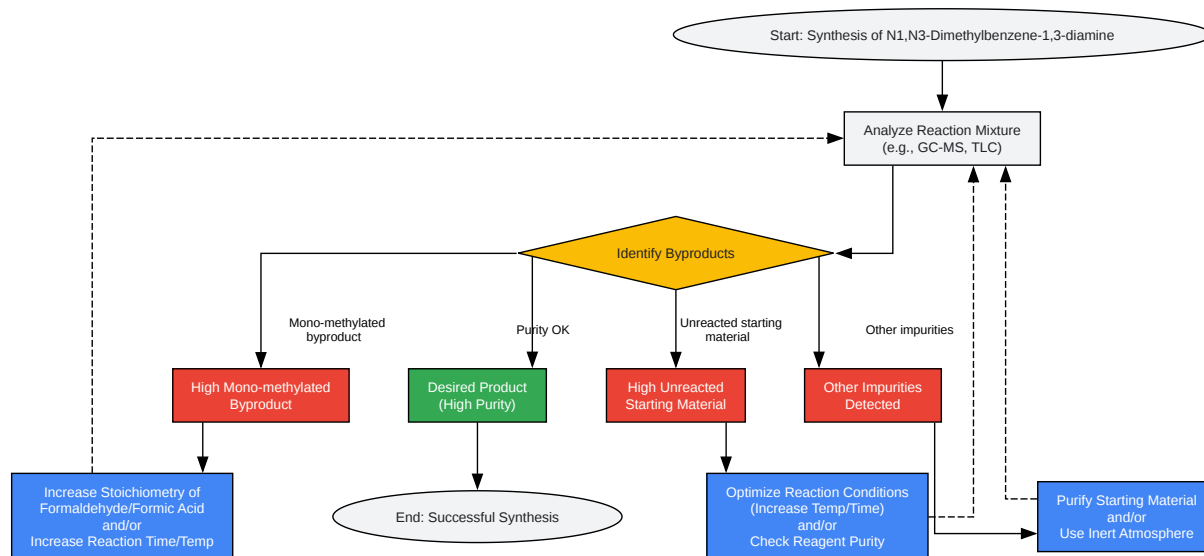 Start: Synthesis of N1,N3-Dimethylbenzene-1,3-diamine
Analyze Reaction Mixture
(e.g., GC-MS, TLC)
Identify Byproducts
Mono-methylated
byproduct
Purity OK
Unreacted starting
material
Other impurities
High Mono-methylated
Byproduct
Desired Product
(High Purity)
High Unreacted
Starting Material
Other Impurities
Detected
Increase Stoichiometry of
Formaldehyde/Formic Acid
and/or
Increase Reaction Time/Temp
End: Successful Synthesis
Optimize Reaction Conditions
(Increase Temp/Time)
and/or
Check Reagent Purity
Purify Starting Material
and/or
Use Inert Atmosphere